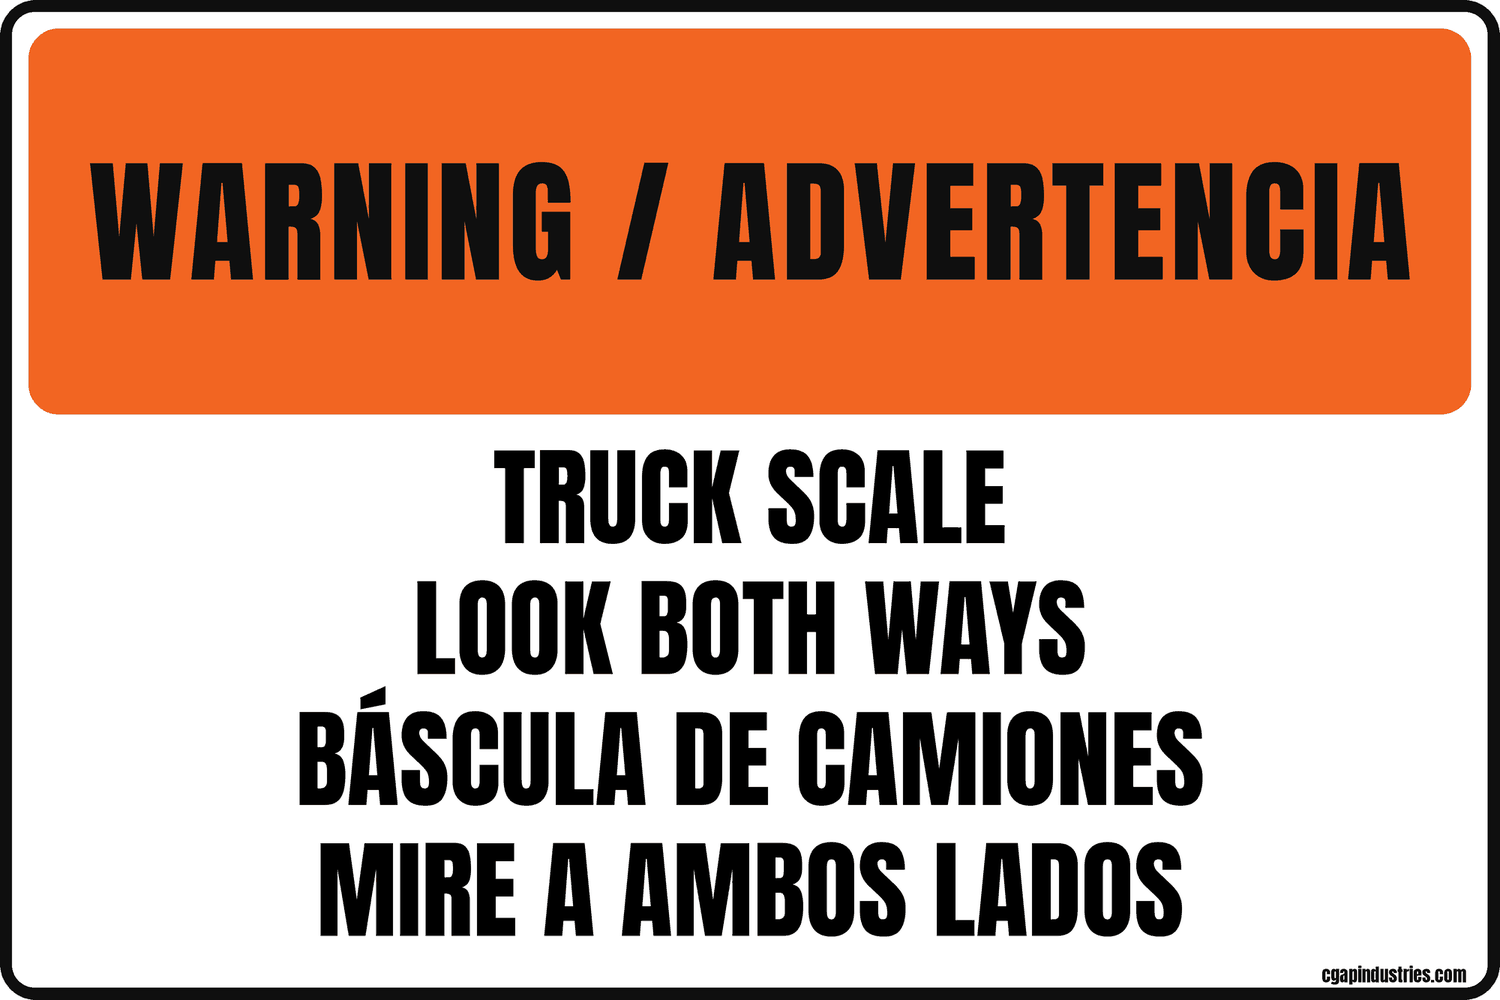 WARNING / ADVERTENCIA
TRUCK SCALE
LOOK BOTH WAYS
BÁSCULA DE CAMIONES
MIRE A AMBOS LADOS
cgapindustries.com